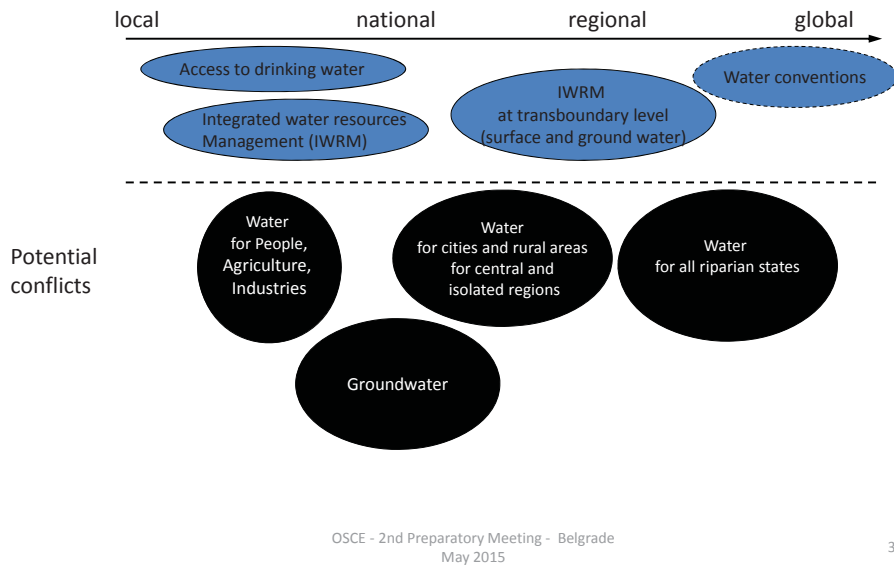 local national regional global
Access to drinking water
Integrated water resources
Management (IWRM)
IWRM
at transboundary level
(surface and ground water)
Water conventions
Potential
conflicts
Water
for People,
Agriculture,
Industries
Water
for cities and rural areas
for central and
isolated regions
Water
for all riparian states
Groundwater
OSCE - 2nd Preparatory Meeting - Belgrade
May 2015
3